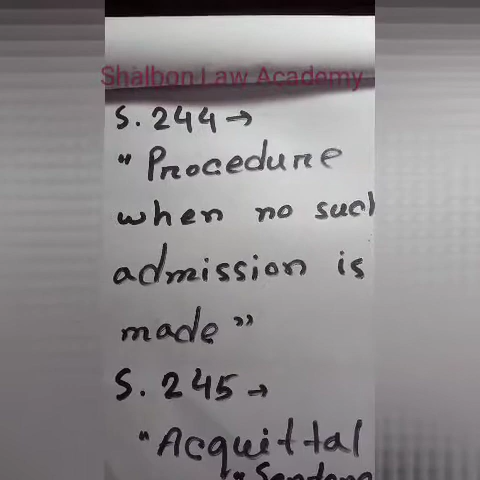 Shalbon Law Academy
S. 244 →
"Procedure
when no such
admission is
made"
S. 245 →
"Acquittal